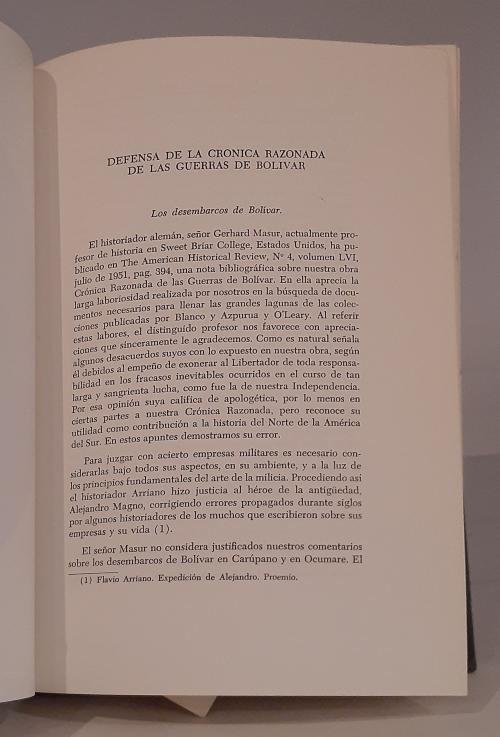 DEFENSA DE LA CRONICA RAZONADA
DE LAS GUERRAS DE BOLIVAR
Los desembarcos de Bolívar.
El historiador alemán, señor Gerhard Masur, actualmente pro-
fesor de historia en Sweet Briar College, Estados Unidos, ha pu-
blicado en The American Historical Review, Nº 4, volumen LVI,
julio de 1951, pag. 394, una nota bibliográfica sobre nuestra obra
Crónica Razonada de las Guerras de Bolívar. En ella aprecia la
larga laboriosidad realizada por nosotros en la búsqueda de docu-
mentos necesarios para llenar las grandes lagunas de las colec-
ciones publicadas por Blanco y Azpurua y O'Leary. Al referir
estas labores, el distinguido profesor nos favorece con aprecia-
ciones que sinceramente le agradecemos. Como es natural señala
algunos desacuerdos suyos con lo expuesto en nuestra obra, según
él debidos al empeño de exonerar al Libertador de toda responsa-
bilidad en los fracasos inevitables ocurridos en el curso de tan
larga y sangrienta lucha, como fue la de nuestra Independencia.
Por esa opinión suya califica de apologética, por lo menos en
ciertas partes a nuestra Crónica Razonada, pero reconoce su
utilidad como contribución a la historia del Norte de la América
del Sur. En estos apuntes demostramos su error.
Para juzgar con acierto empresas militares es necesario con-
siderarlas bajo todos sus aspectos, en su ambiente, y a la luz de
los principios fundamentales del arte de la milicia. Procediendo así
el historiador Arriano hizo justicia al héroe de la antigüedad,
Alejandro Magno, corrigiendo errores propagados durante siglos
por algunos historiadores de los muchos que escribieron sobre sus
empresas y su vida (1).
El señor Masur no considera justificados nuestros comentarios
sobre los desembarcos de Bolívar en Carúpano y en Ocumare. El
(1) Flavio Arriano. Expedición de Alejandro. Proemio.